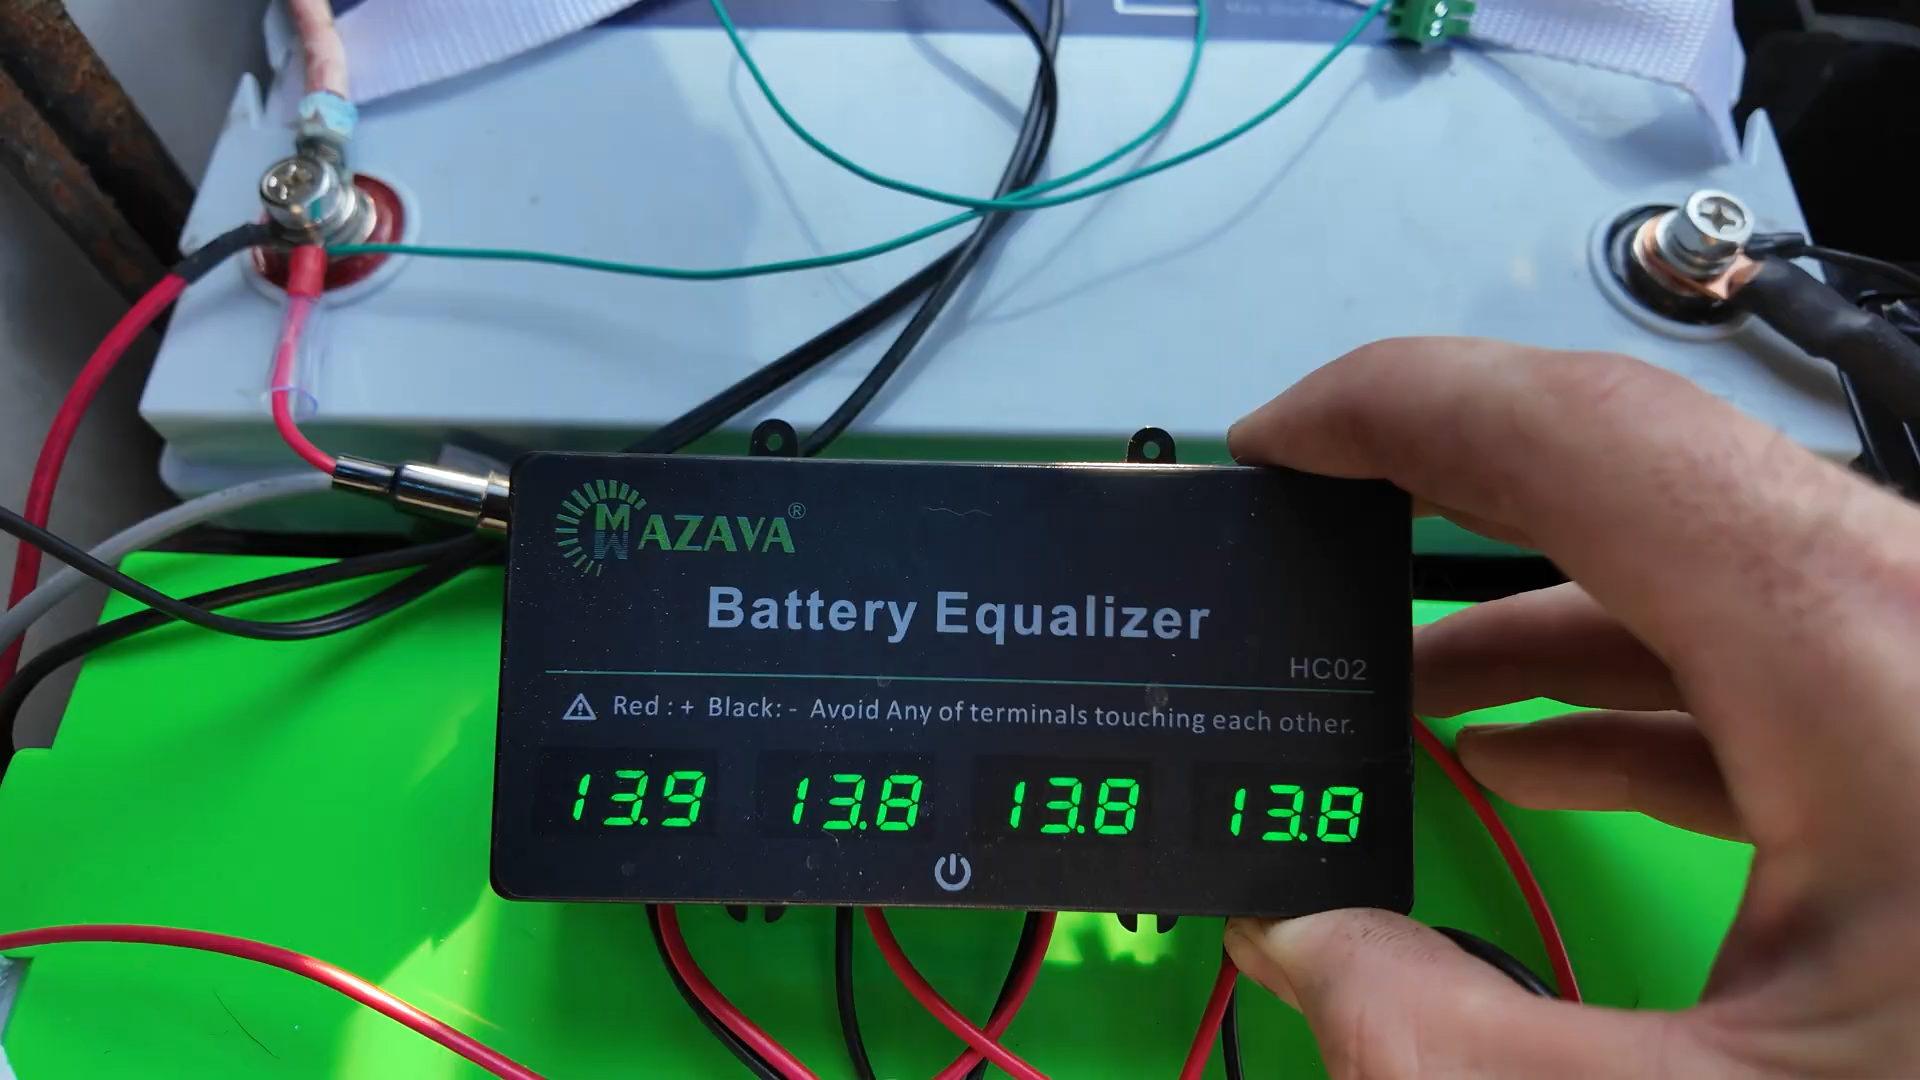 MAZAVA®
Battery Equalizer
HC02
Red : + Black: - Avoid Any of terminals touching each other.
13.9 13.8 13.8 13.8